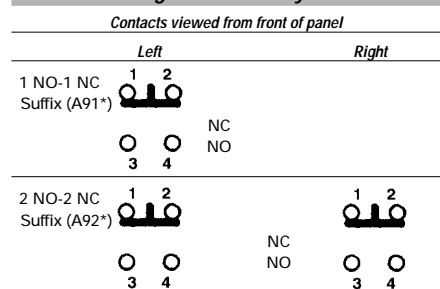 Contacts viewed from front of panel
Left Right
1 NO-1 NC
Suffix (A91*)
1 2
NC
NO
3 4
2 NO-2 NC
Suffix (A92*)
1 2 1 2
NC
NO
3 4 3 4